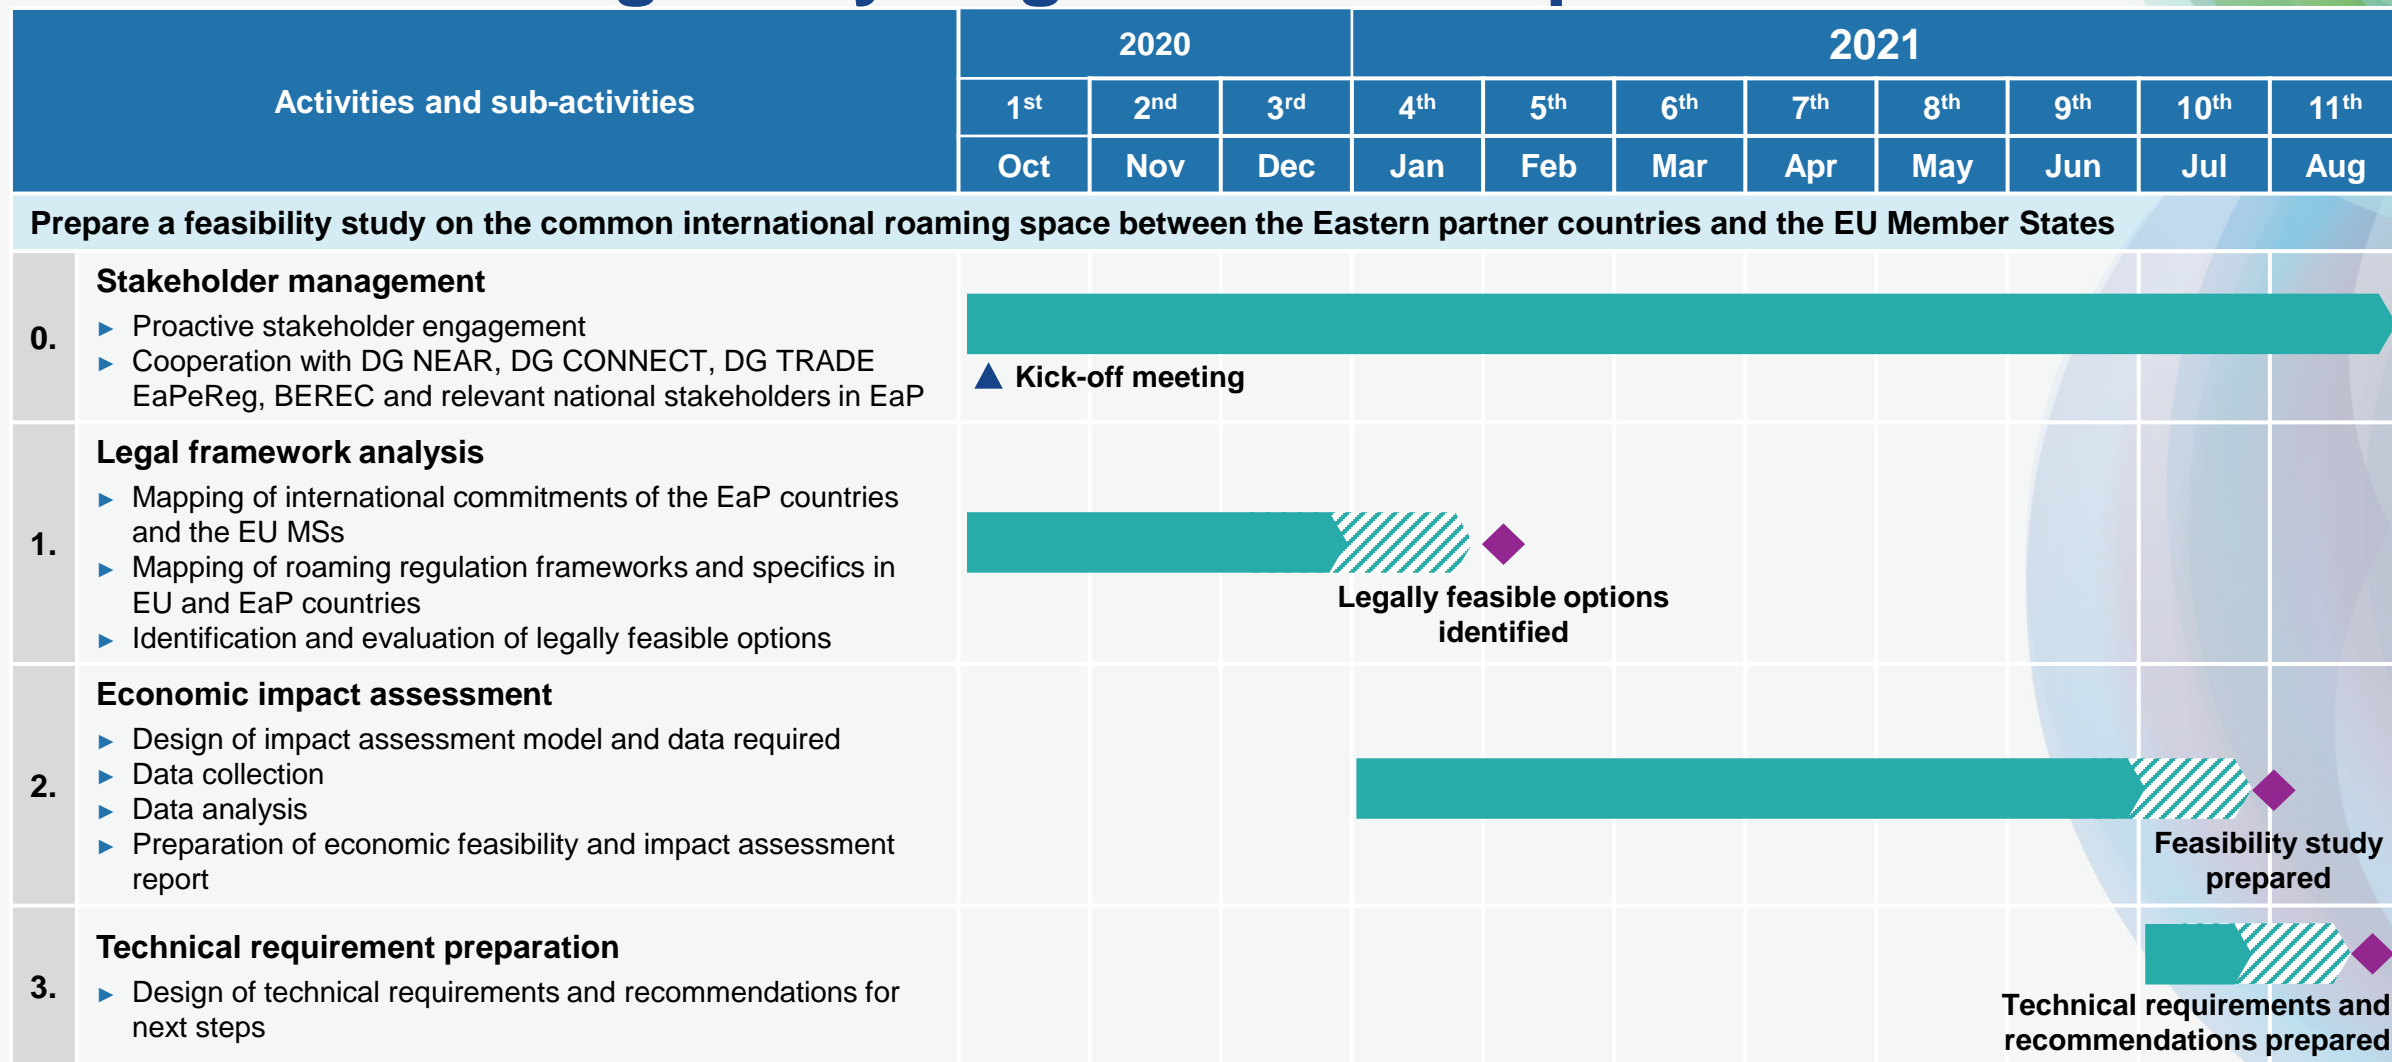 2020
2021
Activities and sub-activities
1st 2nd 3rd 4th 5th 6th 7th 8th 9th 10th 11th
Oct Nov Dec Jan Feb Mar Apr May Jun Jul Aug
Prepare a feasibility study on the common international roaming space between the Eastern partner countries and the EU Member States
0.
Stakeholder management
► Proactive stakeholder engagement
► Cooperation with DG NEAR, DG CONNECT, DG TRADE
EaPeReg, BEREC and relevant national stakeholders in EaP
Kick-off meeting
1.
Legal framework analysis
► Mapping of international commitments of the EaP countries
and the EU MSs
► Mapping of roaming regulation frameworks and specifics in
EU and EaP countries
► Identification and evaluation of legally feasible options
Legally feasible options
identified
2.
Economic impact assessment
► Design of impact assessment model and data required
► Data collection
► Data analysis
► Preparation of economic feasibility and impact assessment
report
Feasibility study
prepared
3.
Technical requirement preparation
► Design of technical requirements and recommendations for
next steps
Technical requirements and
recommendations prepared